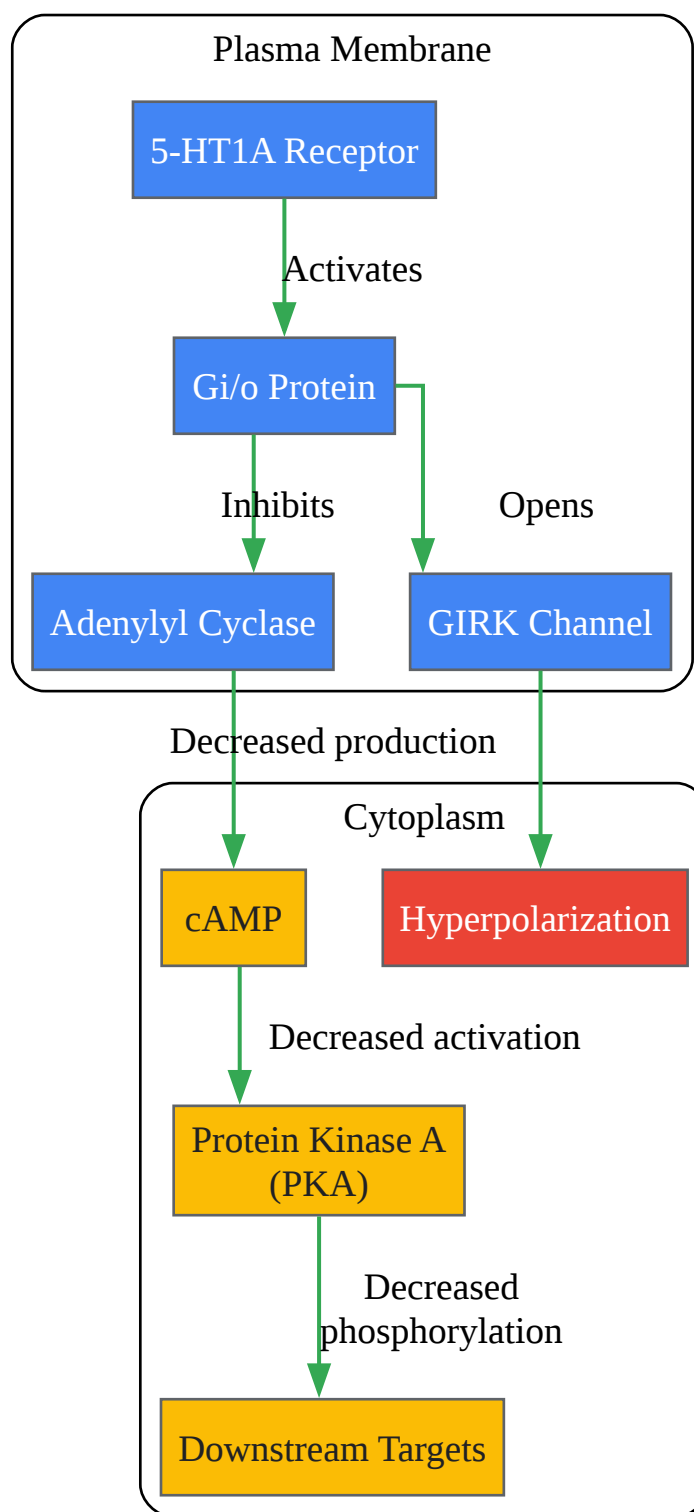 Plasma Membrane
5-HT1A Receptor
Activates
Gi/o Protein
Inhibits
Opens
Adenylyl Cyclase
GIRK Channel
Decreased production
Cytoplasm
cAMP
Hyperpolarization
Decreased activation
Protein Kinase A
(PKA)
Decreased
phosphorylation
Downstream Targets